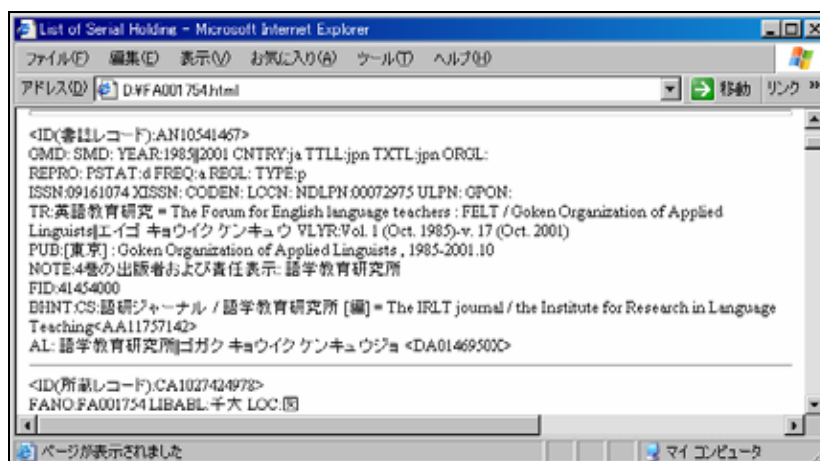 List of Serial Holding - Microsoft Internet Explorer
ファイル(F) 編集(E) 表示(V) お気に入り(A) ツール(T) ヘルプ(H)
アドレス(D) D:¥FA001754.html 移動 リンク »
<ID(書誌レコード):AN10541467>
GMD: SMD: YEAR:1985||2001 CNTRY:ja TTLL:jpn TXTL:jpn ORGL:
REPRO: PSTAT:d FREQ:a REGL: TYPE:p
ISSN:09161074 XISSN: CODEN: LCCN: NDLPN:00072975 ULPN: GPON:
TR:英語教育研究 = The Forum for English language teachers : FELT / Goken Organization of Applied
Linguists||エイゴ キョウイク ケンキュウ VLYR:Vol. 1 (Oct. 1985)-v. 17 (Oct. 2001)
PUB:[東京] : Goken Organization of Applied Linguists , 1985-2001.10
NOTE:4巻の出版者および責任表示: 語学教育研究所
FID:41454000
BHNT:CS:語研ジャーナル / 語学教育研究所 [編] = The IRLT journal / the Institute for Research in Language
Teaching<AA11757142>
AL: 語学教育研究所||ゴガク キョウイク ケンキュウジョ <DA0146950X>
<ID(所蔵レコード):CA1027424978>
FANO:FA001754 LIBABL:千大 LOC:図
ページが表示されました マイ コンピュータ